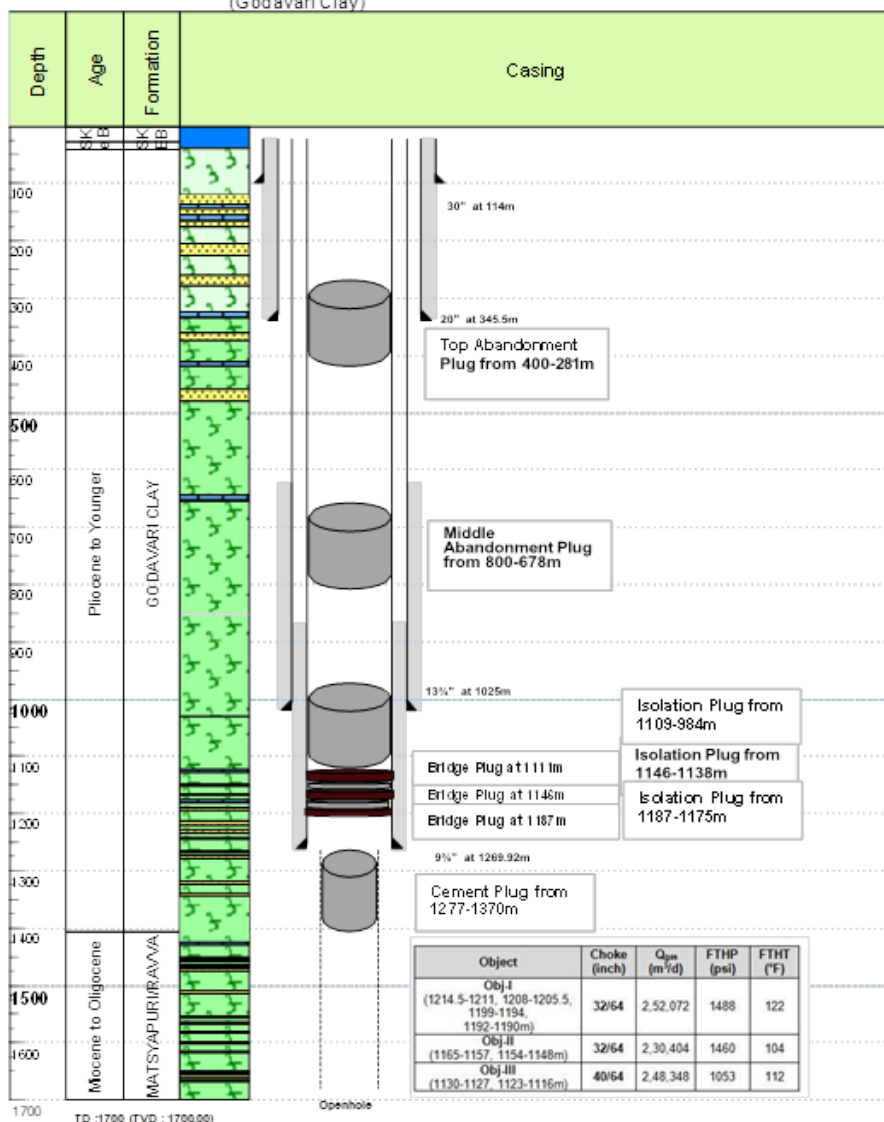 (Godavari Clay)
Depth
Age
Formation
Casing
SK
e B
SK
BB
100
200
300
400
500
600
700
800
900
1000
1100
1200
1300
1400
1500
1600
1700
Pliocene to Younger
GODAVARI CLAY
Miocene to Oligocene
MATSYAPURI/RAVVA
30" at 114m
20" at 345.5m
Top Abandonment
Plug from 400-281m
Middle
Abandonment Plug
from 800-678m
13⅜" at 1025m
Isolation Plug from
1109-984m
Bridge Plug at 1111m
Isolation Plug from
1146-1138m
Bridge Plug at 1146m
Isolation Plug from
1187-1175m
Bridge Plug at 1187m
9⅝" at 1269.92m
Cement Plug from
1277-1370m
Object Choke (inch) Qgas (m³/d) FTHP (psi) FTHT (°F)
Obj-I
(1214.5-1211, 1208-1205.5,
1199-1194,
1192-1190m)
32/64 2,52,072 1488 122
Obj-II
(1165-1157, 1154-1148m)
32/64 2,30,404 1460 104
Obj-III
(1130-1127, 1123-1116m)
40/64 2,48,348 1053 112
Openhole
TD :1700 (TVD : 1700.00)